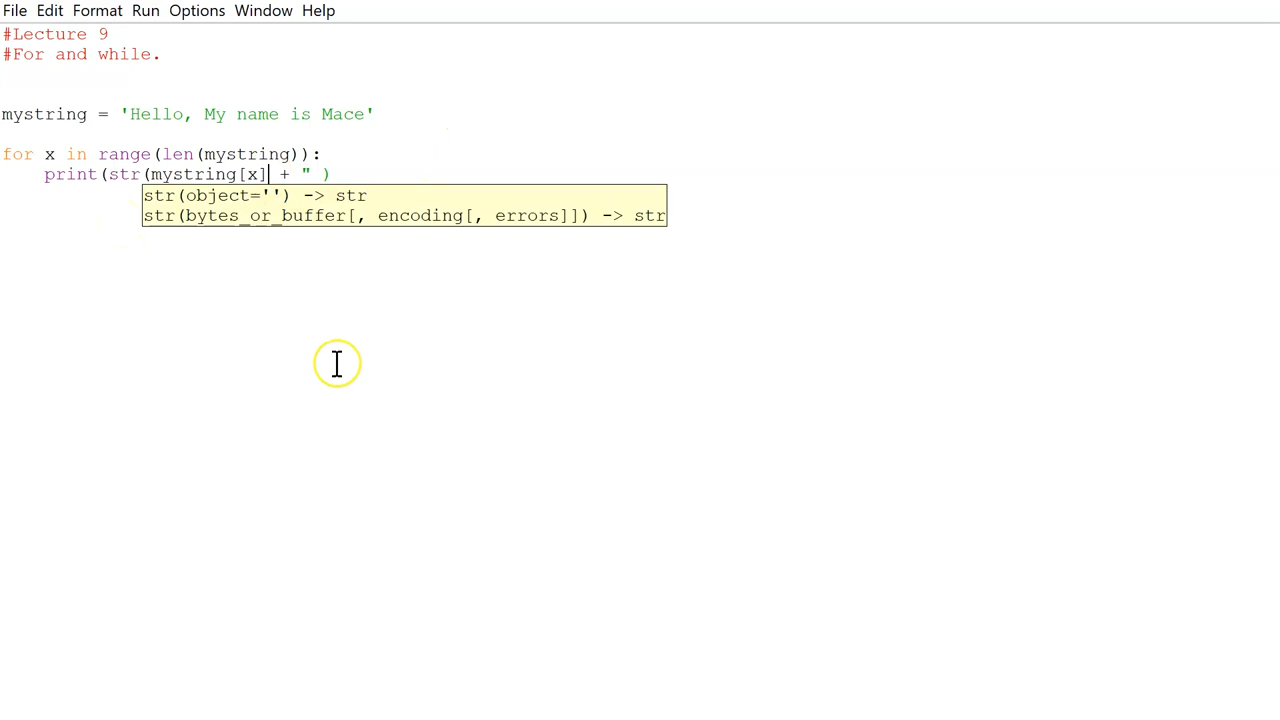 File Edit Format Run Options Window Help
#Lecture 9
#For and while.
mystring = 'Hello, My name is Mace'
for x in range(len(mystring)):
    print(str(mystring[x] + " )
str(object='') -> str
str(bytes_or_buffer[, encoding[, errors]]) -> str